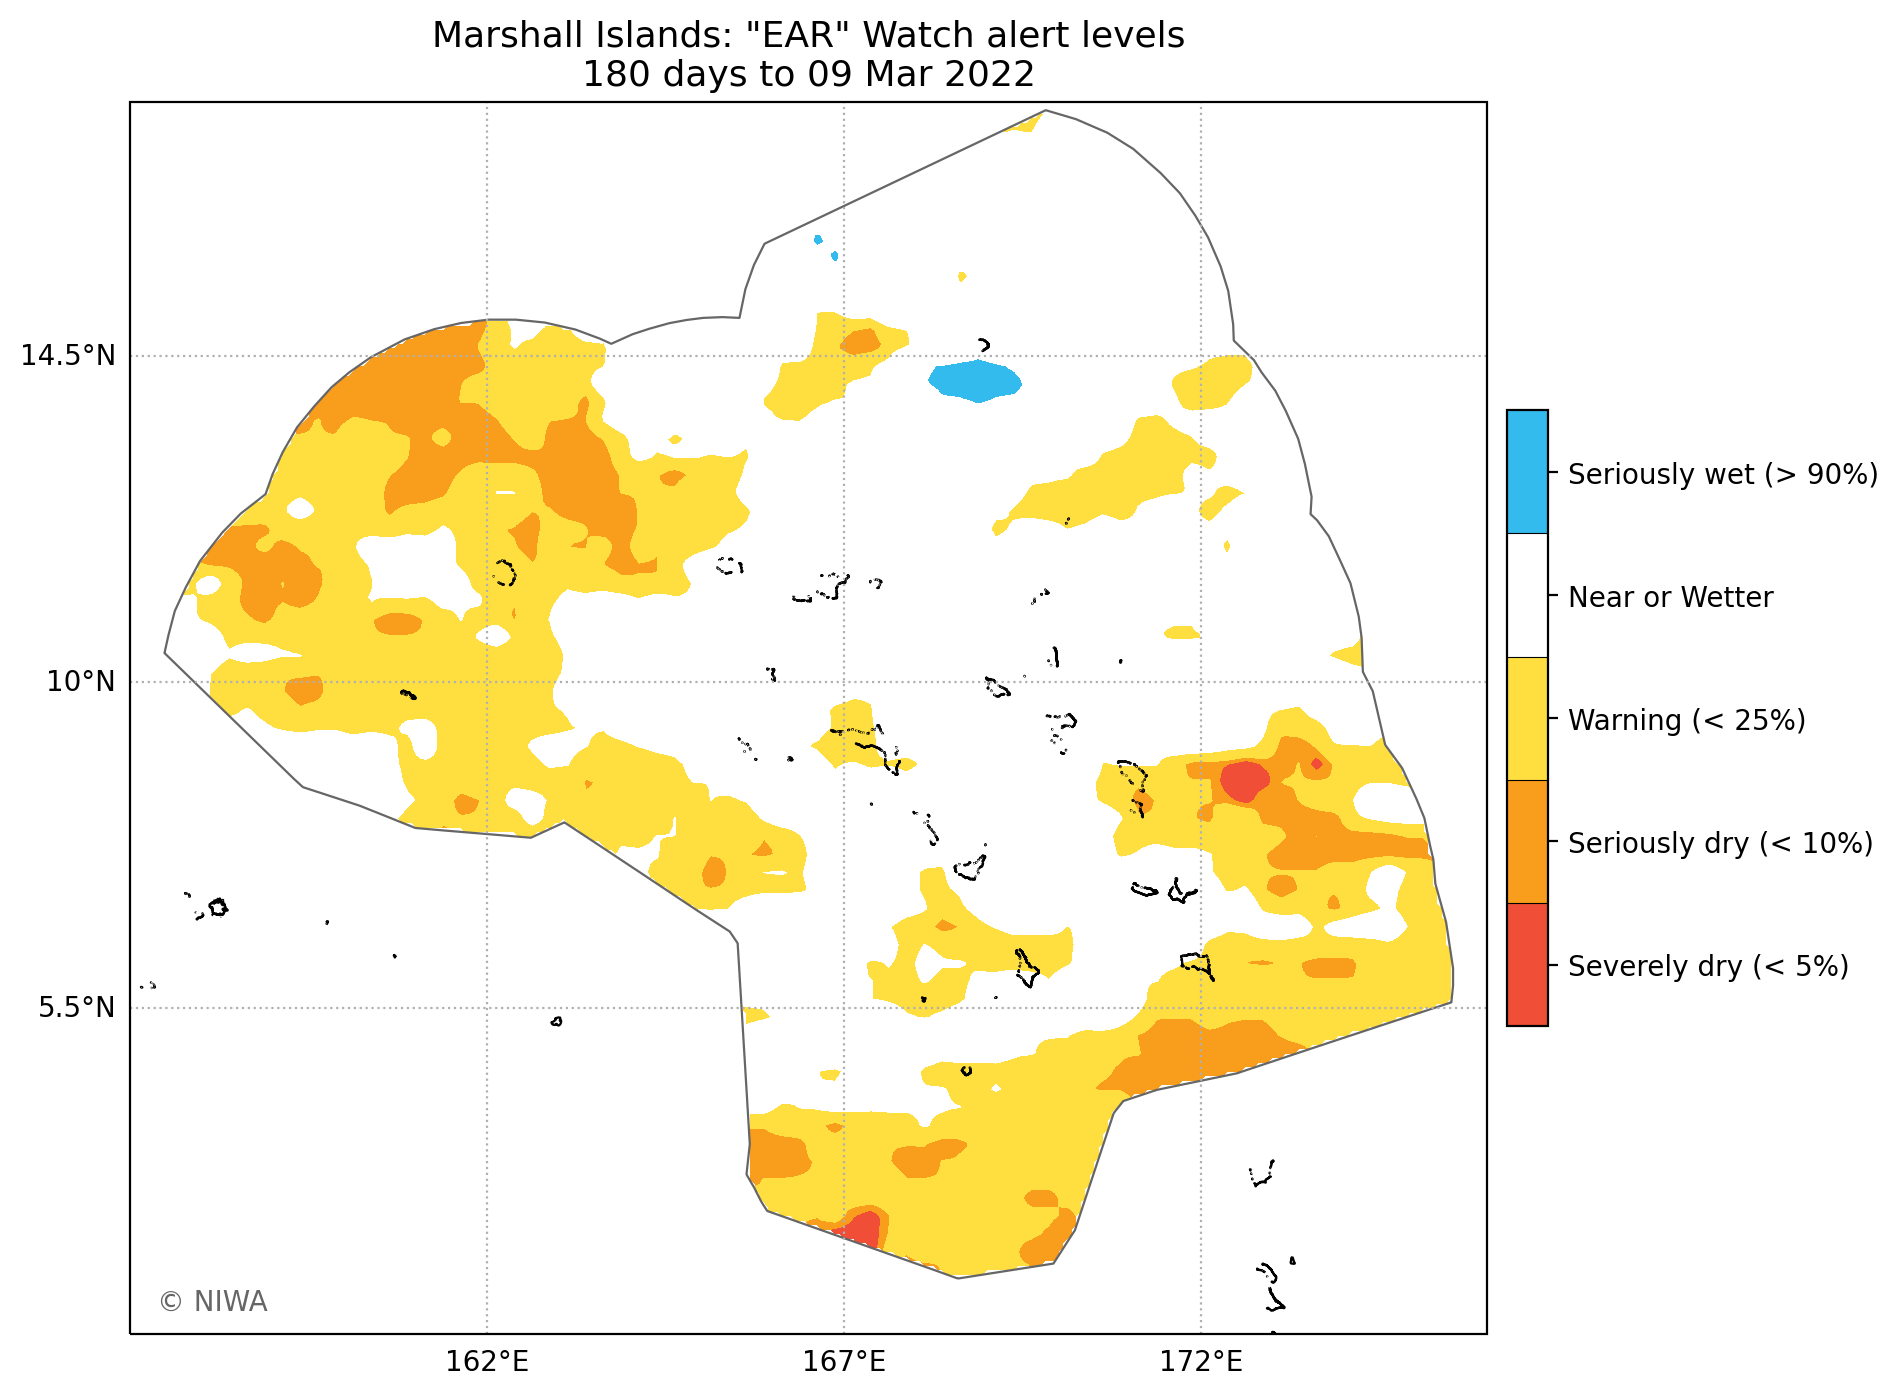 Marshall Islands: "EAR" Watch alert levels
180 days to 09 Mar 2022
14.5°N
10°N
5.5°N
162°E
167°E
172°E
Seriously wet (> 90%)
Near or Wetter
Warning (< 25%)
Seriously dry (< 10%)
Severely dry (< 5%)
© NIWA